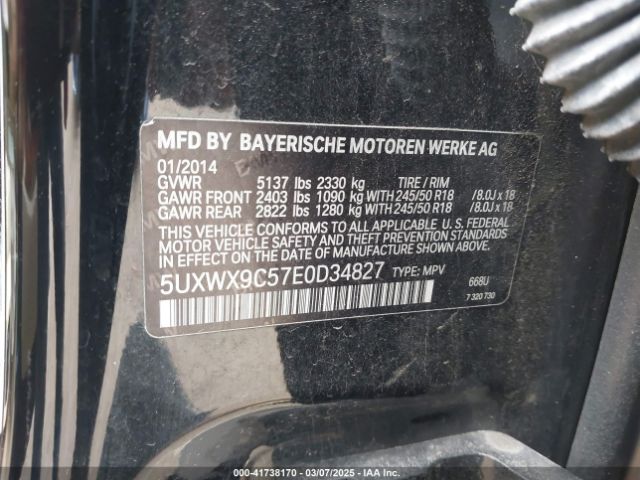 MFD BY BAYERISCHE MOTOREN WERKE AG
01/2014
GVWR 5137 lbs 2330 kg TIRE / RIM
GAWR FRONT 2403 lbs 1090 kg WITH 245/50 R18 /8.0J x 18
GAWR REAR 2822 lbs 1280 kg WITH 245/50 R18 /8.0J x 18
THIS VEHICLE CONFORMS TO ALL APPLICABLE U. S. FEDERAL
MOTOR VEHICLE SAFETY, BUMPER, AND THEFT PREVENTION
STANDARDS IN EFFECT ON THE DATE OF MANUFACTURE SHOWN ABOVE.
5UXWX9C57E0D34827 TYPE: MPV 668U
7 320 730
000-41738170 — 03/07/2025 — IAA Inc.